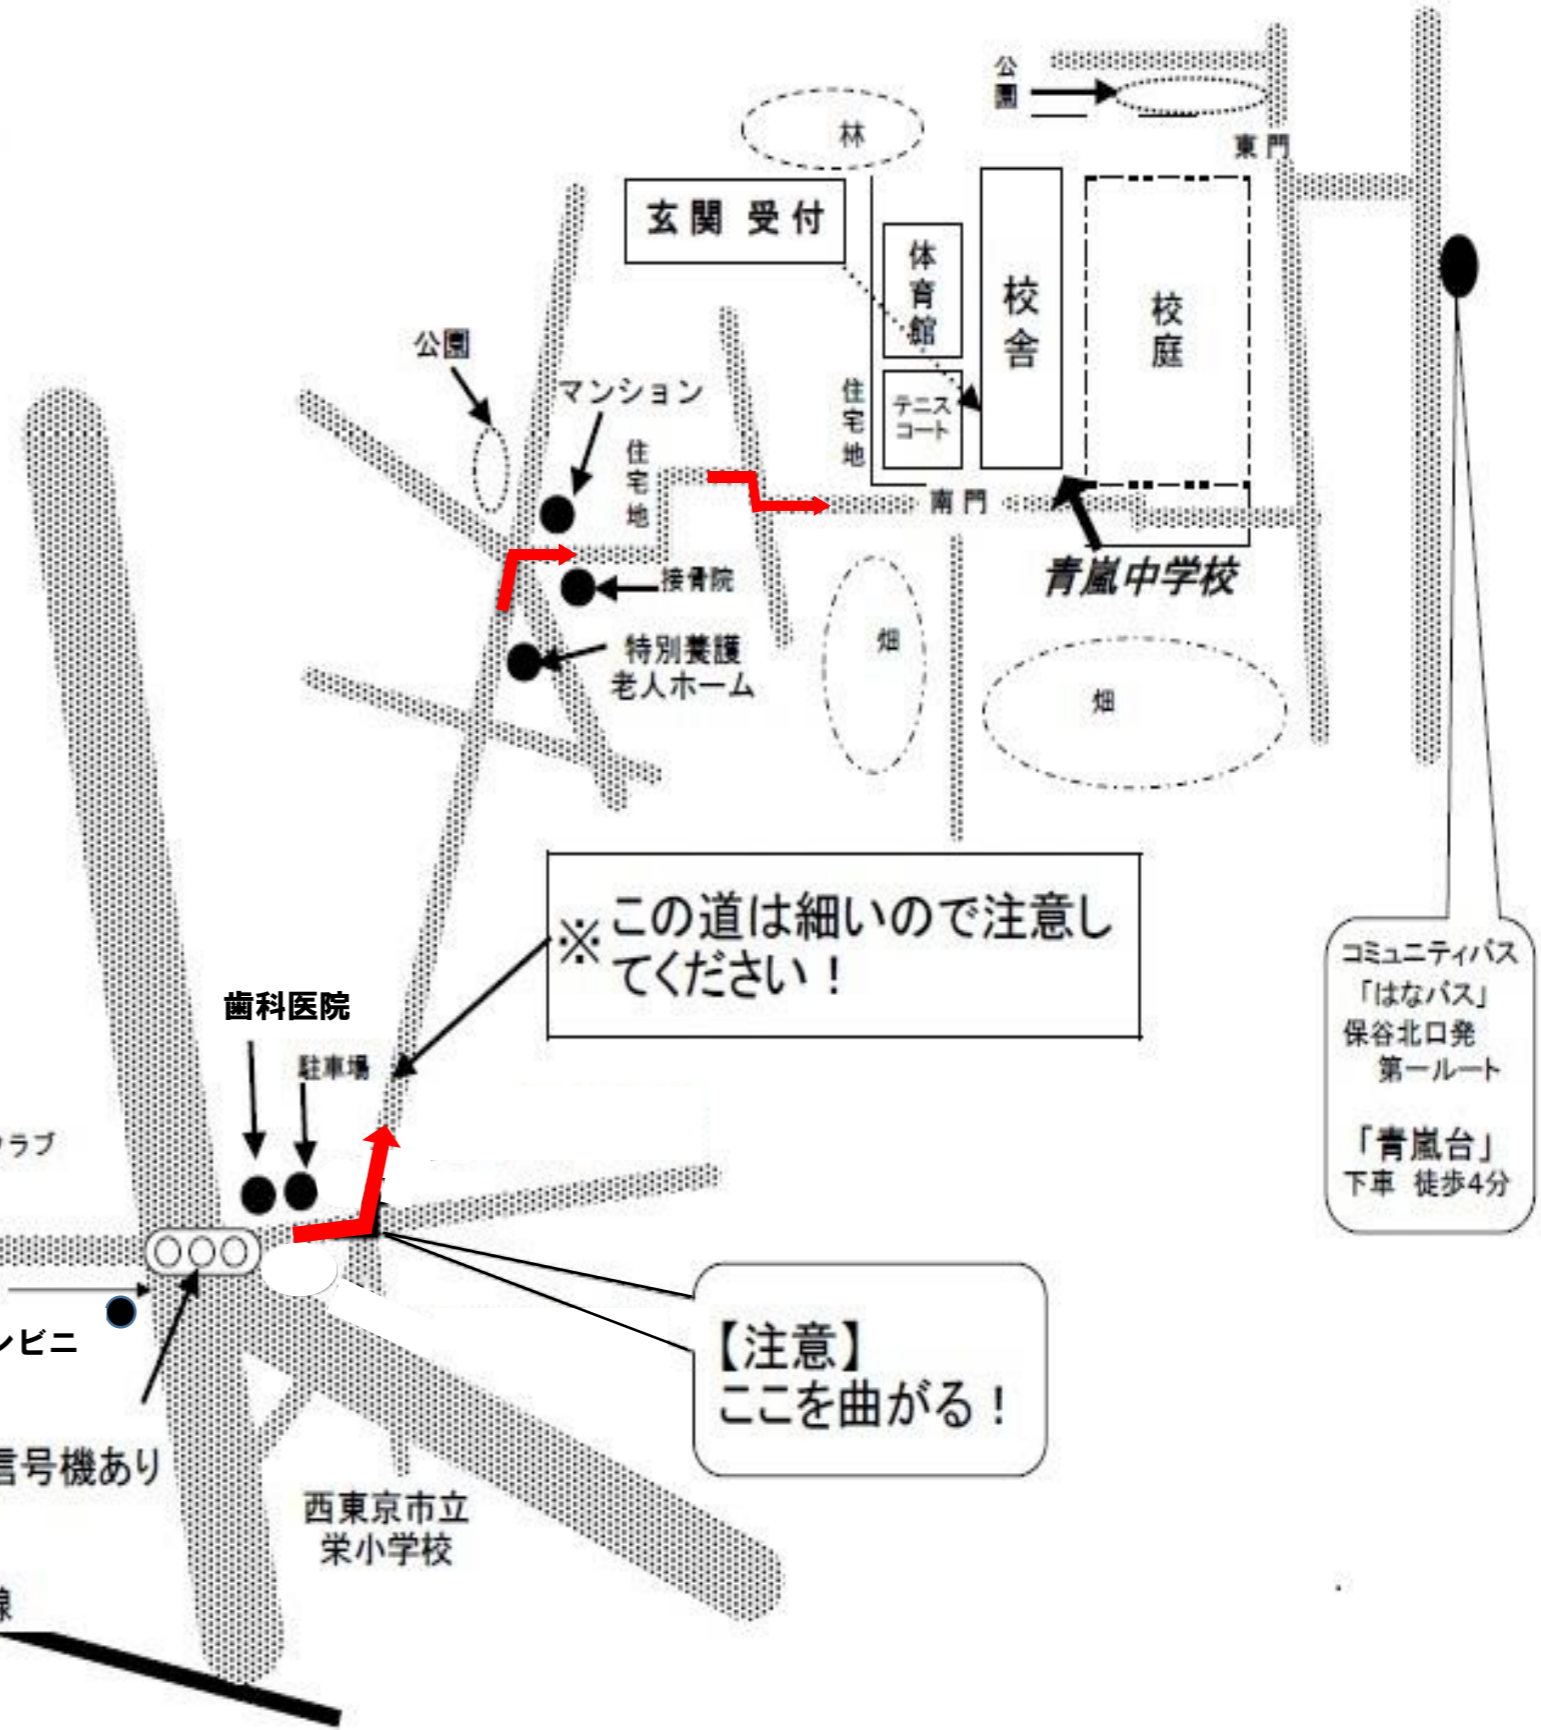 公園
東門
林
玄関 受付
体育館
校舎
校庭
公園
マンション
住宅地
テニス
コート
住宅地
南門
青嵐中学校
接骨院
特別養護
老人ホーム
畑
畑
※この道は細いので注意し
てください！
コミュニティバス
「はなバス」
保谷北口発
第一ルート
「青嵐台」
下車 徒歩4分
歯科医院
駐車場
ラブ
ンビニ
【注意】
ここを曲がる！
信号機あり
西東京市立
栄小学校
線